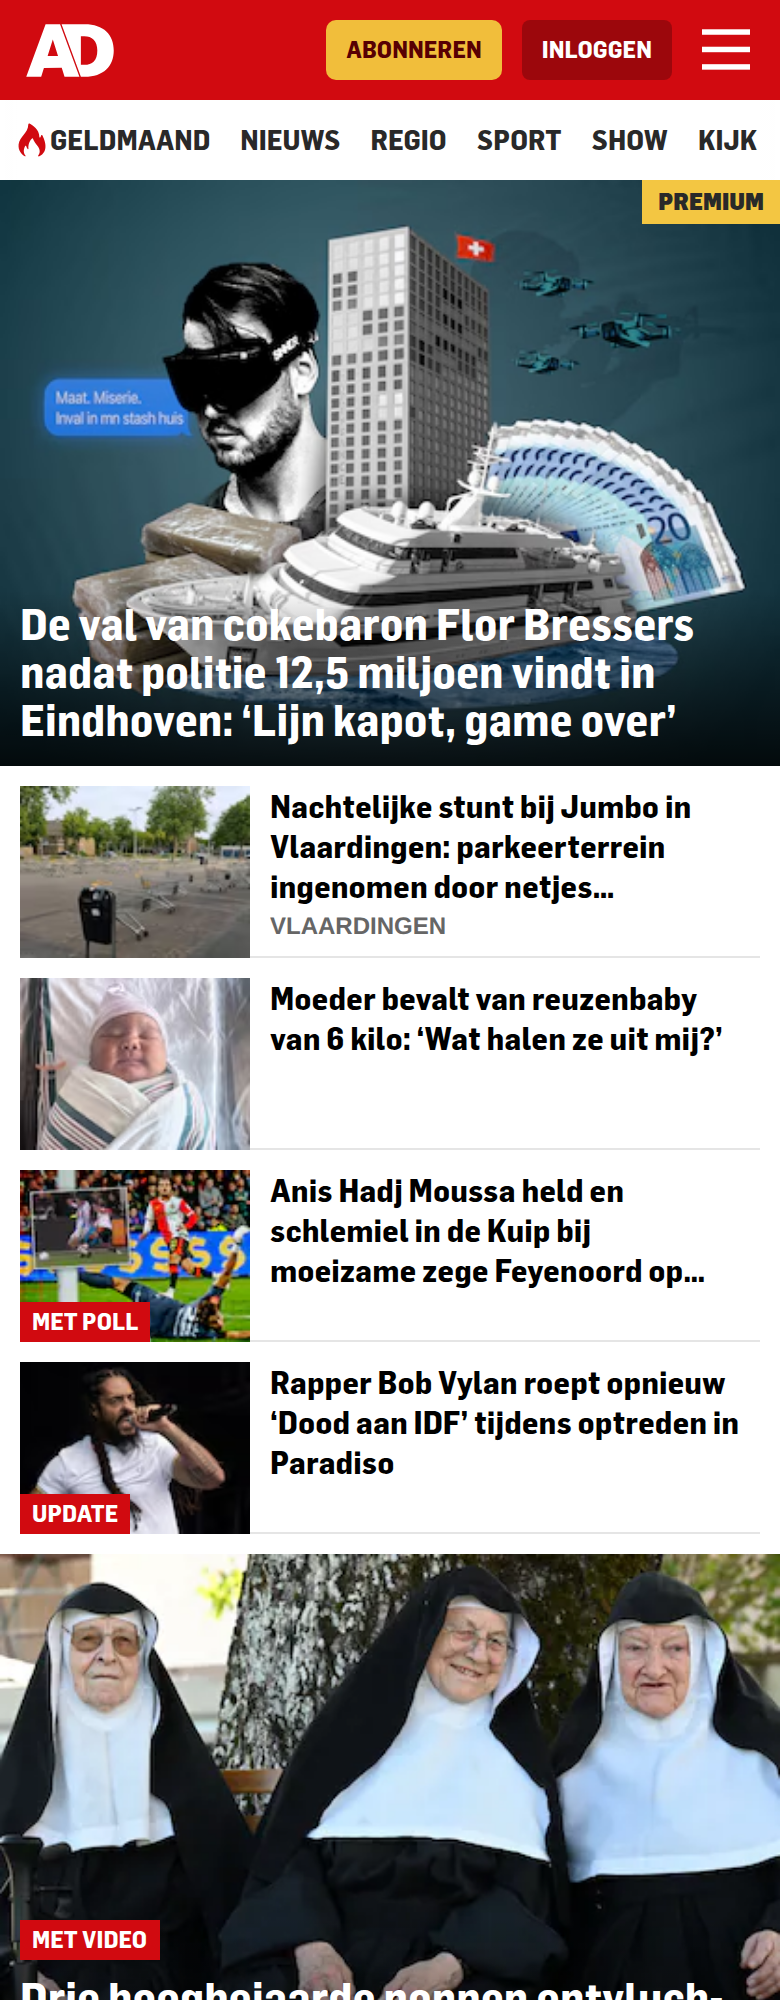 AD
ABONNEREN
INLOGGEN
GELDMAAND NIEUWS REGIO SPORT SHOW KIJK
PREMIUM
Maat. Miserie.
Inval in mn stash huis
20
De val van cokebaron Flor Bressers
nadat politie 12,5 miljoen vindt in
Eindhoven: ‘Lijn kapot, game over’
Nachtelijke stunt bij Jumbo in
Vlaardingen: parkeerterrein
ingenomen door netjes...
VLAARDINGEN
Moeder bevalt van reuzenbaby
van 6 kilo: ‘Wat halen ze uit mij?’
Anis Hadj Moussa held en
schlemiel in de Kuip bij
moeizame zege Feyenoord op...
MET POLL
Rapper Bob Vylan roept opnieuw
‘Dood aan IDF’ tijdens optreden in
Paradiso
UPDATE
MET VIDEO
Drie hoogbejaarde nonnen